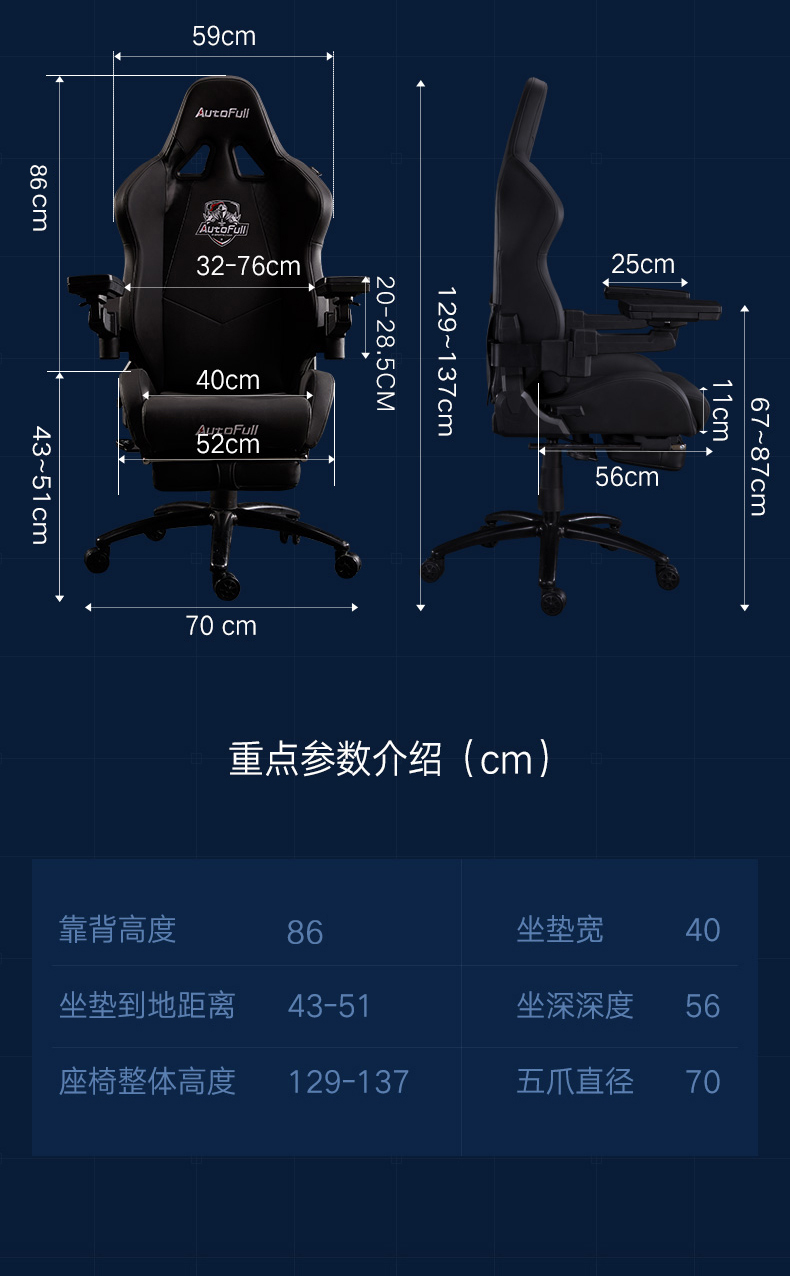 59cm
AutoFull
86cm
AutoFull
32-76cm
20-28.5CM
40cm
AutoFull
52cm
43~51cm
70 cm
129~137cm
25cm
11cm
67~87cm
56cm
重点参数介绍（cm）
靠背高度 86 坐垫宽 40
坐垫到地距离 43-51 坐深深度 56
座椅整体高度 129-137 五爪直径 70